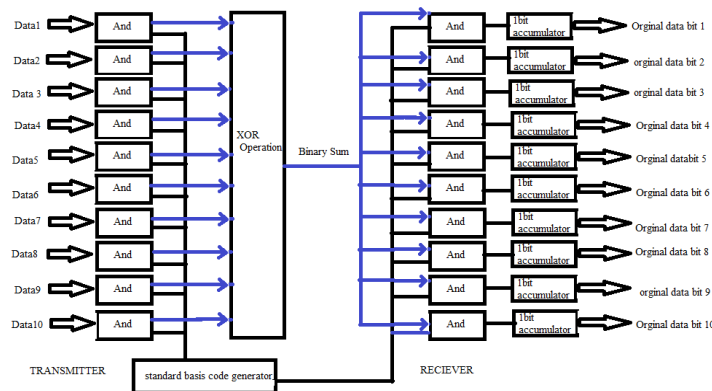 Data1
And
And
1bit
accumulator
Orginal data bit 1
Data2
And
And
1bit
accumulator
orginal data bit 2
Data 3
And
And
1bit
accumulator
orginal data bit 3
Data4
And
XOR
Operation
Binary Sum
And
1bit
accumulator
Orginal data bit 4
Data5
And
And
1bit
accumulator
Orginal databit 5
Data6
And
And
1bit
accumulator
Orginal data bit 6
Data7
And
And
1bit
accumulator
Orginal data bit 7
Data8
And
And
1bit
accumulator
Orginal data bit 8
Data9
And
And
1bit
accumulator
orginal data bit 9
Data10
And
And
1bit
accumulator
Orginal data bit 10
TRANSMITTER
standard basis code generator.
RECIEVER